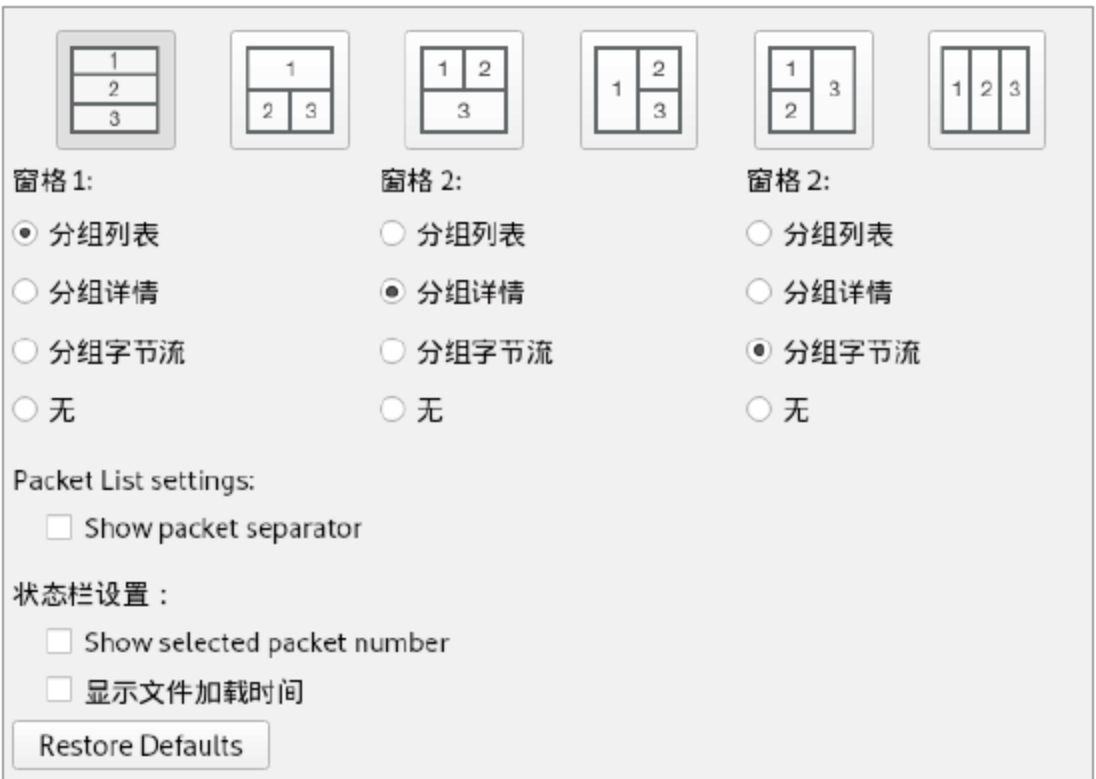 1 1 1 2 1 2 1 3 1 2 3
2 2 3 3 3 2
3
窗格 1: 窗格 2: 窗格 2:
分组列表 分组列表 分组列表
分组详情 分组详情 分组详情
分组字节流 分组字节流 分组字节流
无 无 无
Packet List settings:
Show packet separator
状态栏设置：
Show selected packet number
显示文件加载时间
Restore Defaults